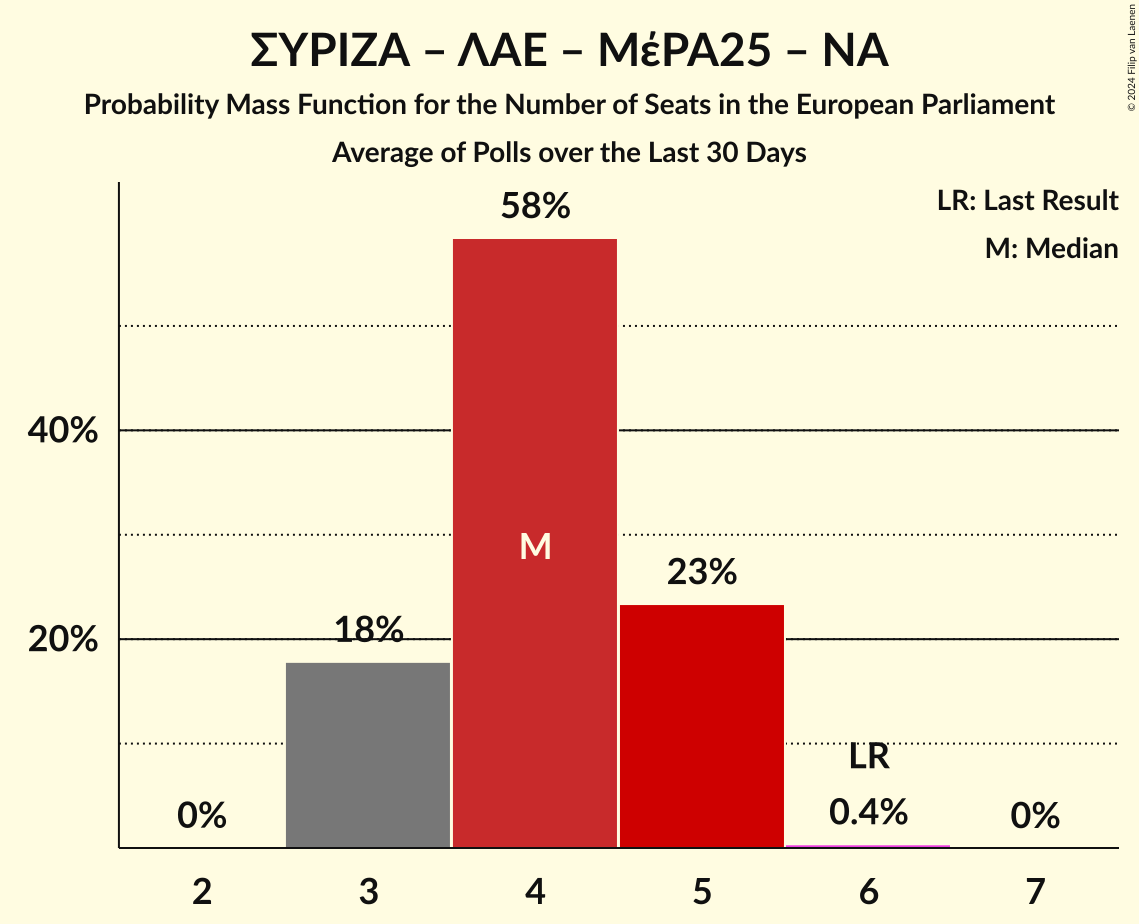 ΣΥΡΙΖΑ – ΛΑΕ – ΜέΡΑ25 – ΝΑ
Probability Mass Function for the Number of Seats in the European Parliament
Average of Polls over the Last 30 Days
© 2024 Filip van Laenen
LR: Last Result
M: Median
58%
40%
M
23%
18%
20%
LR
0%
0.4%
0%
2 3 4 5 6 7